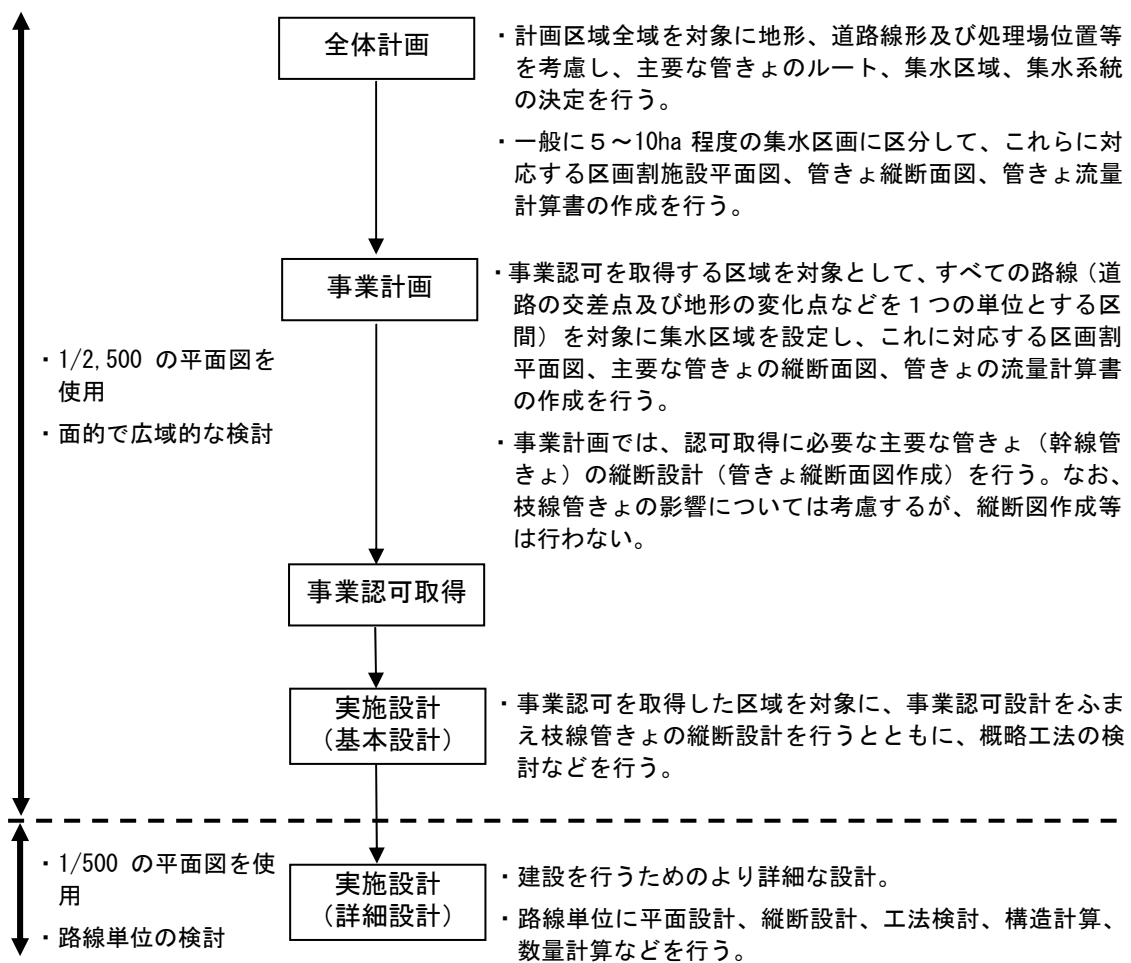 全体計画
・計画区域全域を対象に地形、道路線形及び処理場位置等
を考慮し、主要な管きょのルート、集水区域、集水系統
の決定を行う。
・一般に５～10ha 程度の集水区画に区分して、これらに対
応する区画割施設平面図、管きょ縦断面図、管きょ流量
計算書の作成を行う。
事業計画
・事業認可を取得する区域を対象として、すべての路線（道
路の交差点及び地形の変化点などを１つの単位とする区
間）を対象に集水区域を設定し、これに対応する区画割
平面図、主要な管きょの縦断面図、管きょの流量計算書
の作成を行う。
・事業計画では、認可取得に必要な主要な管きょ（幹線管
きょ）の縦断設計（管きょ縦断面図作成）を行う。なお、
枝線管きょの影響については考慮するが、縦断図作成等
は行わない。
・1/2,500 の平面図を
使用
・面的で広域的な検討
事業認可取得
実施設計
（基本設計）
・事業認可を取得した区域を対象に、事業認可設計をふま
え枝線管きょの縦断設計を行うとともに、概略工法の検
討などを行う。
・1/500 の平面図を使
用
・路線単位の検討
実施設計
（詳細設計）
・建設を行うためのより詳細な設計。
・路線単位に平面設計、縦断設計、工法検討、構造計算、
数量計算などを行う。